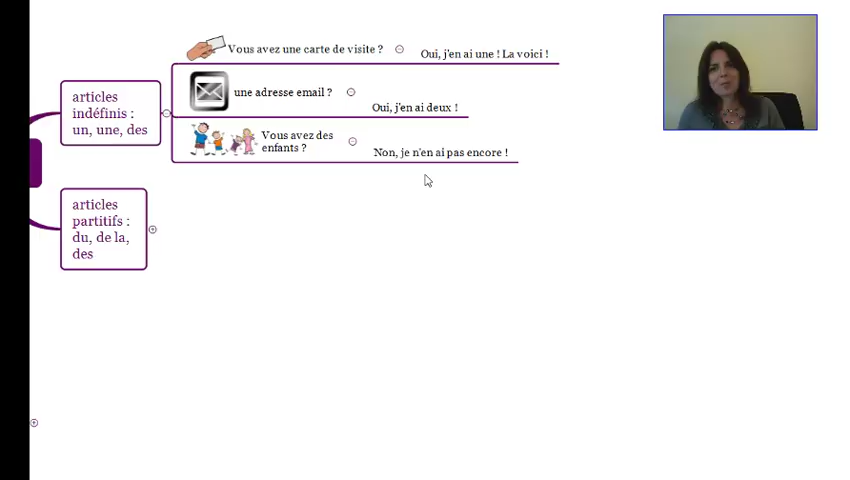 Vous avez une carte de visite ?
Oui, j'en ai une ! La voici !
une adresse email ?
Oui, j'en ai deux !
Vous avez des
enfants ?
Non, je n'en ai pas encore !
articles
indéfinis :
un, une, des
articles
partitifs :
du, de la,
des